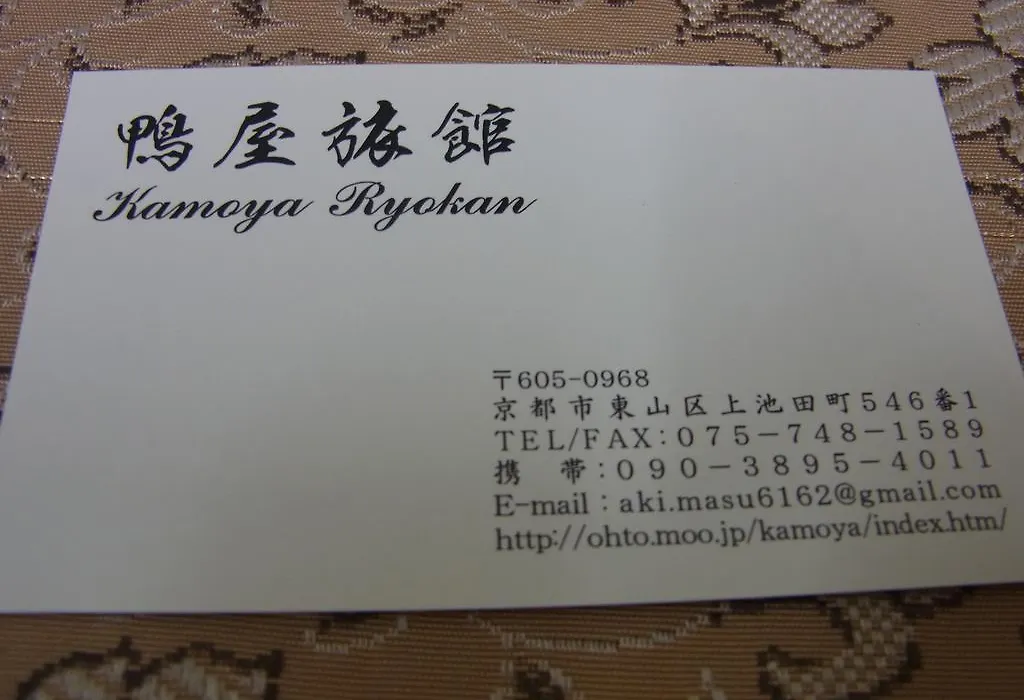 鴨屋旅館
Kamoya Ryokan
〒605-0968
京都市東山区上池田町546番1
TEL/FAX:075-748-1589
携 帯:090-3895-4011
E-mail:aki.masu6162@gmail.com
http://ohto.moo.jp/kamoya/index.htm/